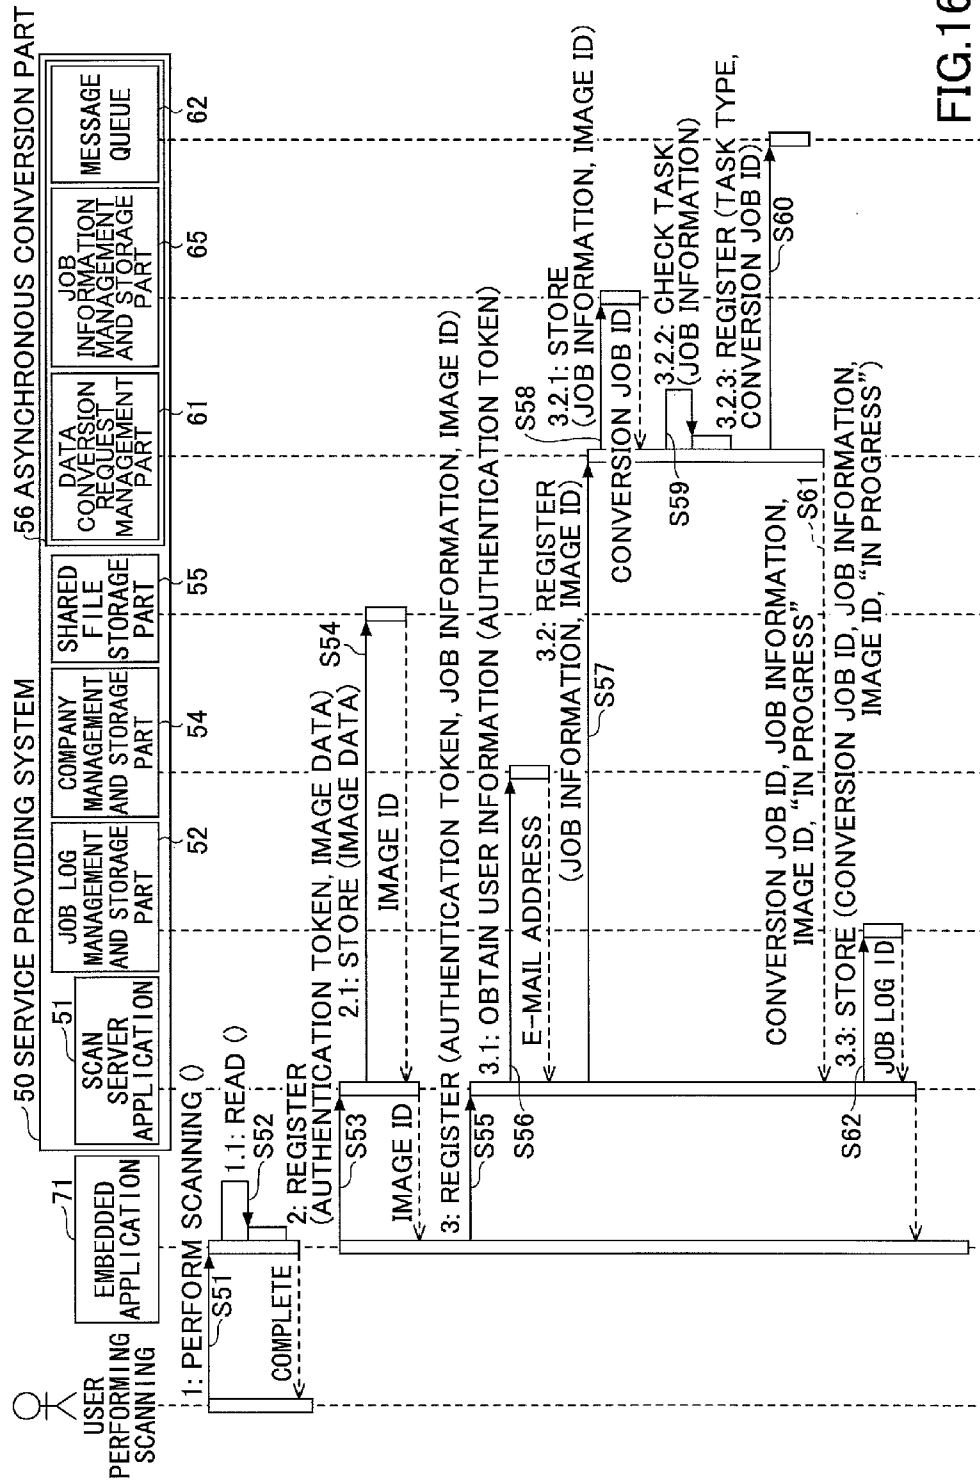 50 SERVICE PROVIDING SYSTEM
56 ASYNCHRONOUS CONVERSION PART
USER
PERFORMING
SCANNING
71
EMBEDDED
APPLICATION
51
SCAN
SERVER
APPLICATION
JOB LOG
MANAGEMENT
AND STORAGE
PART
52
COMPANY
MANAGEMENT
AND STORAGE
PART
54
SHARED
FILE
STORAGE
PART
55
DATA
CONVERSION
REQUEST
MANAGEMENT
PART
61
JOB
INFORMATION
MANAGEMENT
AND STORAGE
PART
65
MESSAGE
QUEUE
62
1: PERFORM SCANNING ()
S51
1.1: READ ()
S52
COMPLETE
2: REGISTER
(AUTHENTICATION TOKEN, IMAGE DATA)
S53
2.1: STORE (IMAGE DATA)
S54
IMAGE ID
IMAGE ID
3: REGISTER (AUTHENTICATION TOKEN, JOB INFORMATION, IMAGE ID)
S55
3.1: OBTAIN USER INFORMATION (AUTHENTICATION TOKEN)
S56
E-MAIL ADDRESS
3.2: REGISTER
(JOB INFORMATION, IMAGE ID)
S57
S58
3.2.1: STORE
(JOB INFORMATION, IMAGE ID)
CONVERSION JOB ID
3.2.2: CHECK TASK
(JOB INFORMATION)
S59
3.2.3: REGISTER (TASK TYPE,
CONVERSION JOB ID)
S60
CONVERSION JOB ID, JOB INFORMATION,
IMAGE ID, "IN PROGRESS"
S61
3.3: STORE (CONVERSION JOB ID, JOB INFORMATION,
IMAGE ID, "IN PROGRESS")
S62
JOB LOG ID
FIG.16